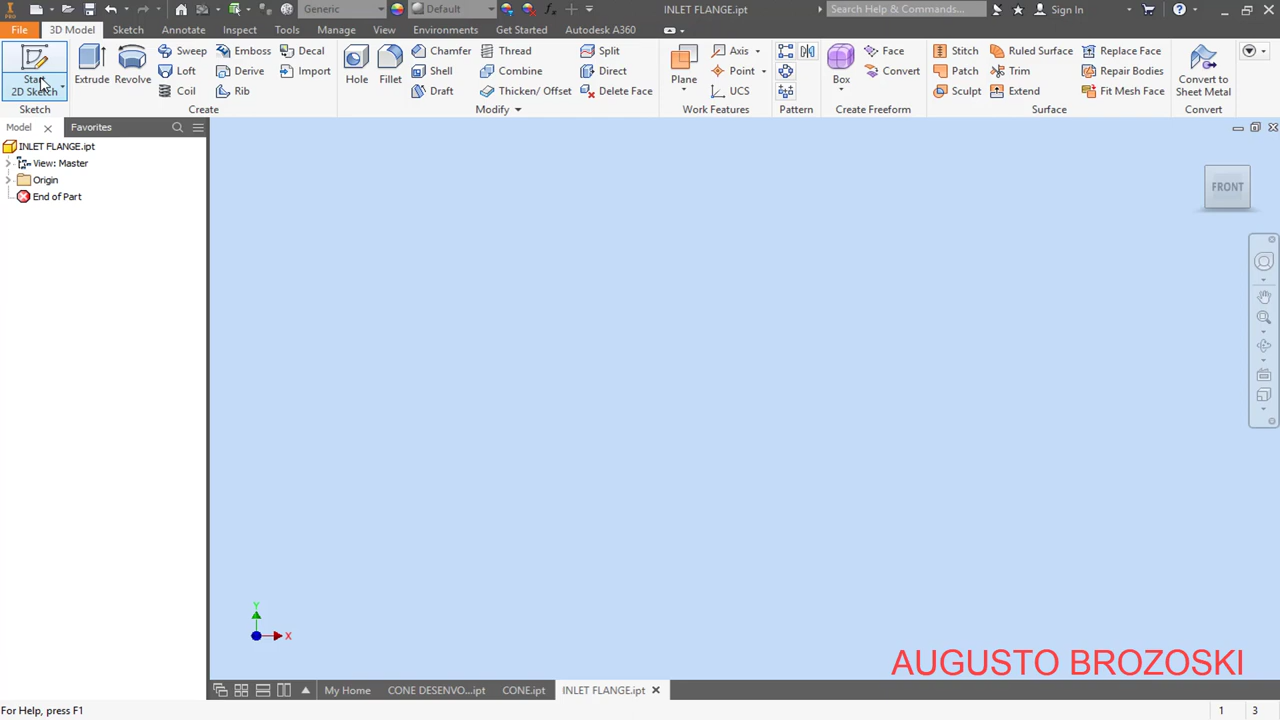 PRO
Generic
Default
INLET FLANGE.ipt
Search Help & Commands...
Sign In
File
3D Model
Sketch
Annotate
Inspect
Tools
Manage
View
Environments
Get Started
Autodesk A360
Start
2D Sketch
Extrude
Revolve
Sweep
Emboss
Decal
Loft
Derive
Import
Coil
Rib
Hole
Fillet
Chamfer
Thread
Split
Shell
Combine
Direct
Draft
Thicken/ Offset
Delete Face
Plane
Axis
Point
UCS
Box
Face
Convert
Stitch
Ruled Surface
Replace Face
Patch
Trim
Repair Bodies
Sculpt
Extend
Fit Mesh Face
Convert to
Sheet Metal
Sketch
Create
Modify
Work Features
Pattern
Create Freeform
Surface
Convert
Model
Favorites
INLET FLANGE.ipt
View: Master
Origin
End of Part
FRONT
Y
X
AUGUSTO BROZOSKI
My Home
CONE DESENVO...ipt
CONE.ipt
INLET FLANGE.ipt
For Help, press F1
1
3